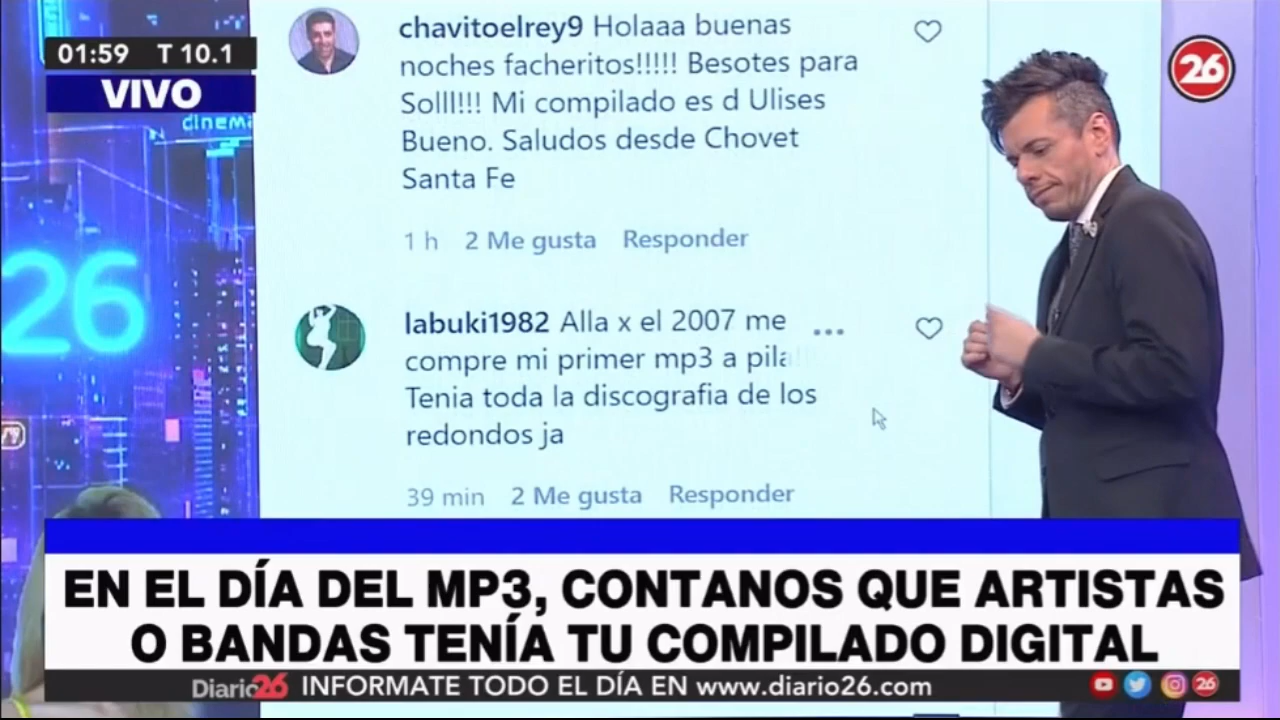 01:59 T 10.1
VIVO
cinema
26
26
chavitoelrey9 Holaaa buenas
noches facheritos!!!!! Besotes para
Solll!!! Mi compilado es d Ulises
Bueno. Saludos desde Chovet
Santa Fe
1 h 2 Me gusta Responder
labuki1982 Alla x el 2007 me ...
compre mi primer mp3 a pila!!
Tenia toda la discografia de los
redondos ja
39 min 2 Me gusta Responder
EN EL DÍA DEL MP3, CONTANOS QUE ARTISTAS
O BANDAS TENÍA TU COMPILADO DIGITAL
Diario26 INFORMATE TODO EL DÍA EN www.diario26.com 26